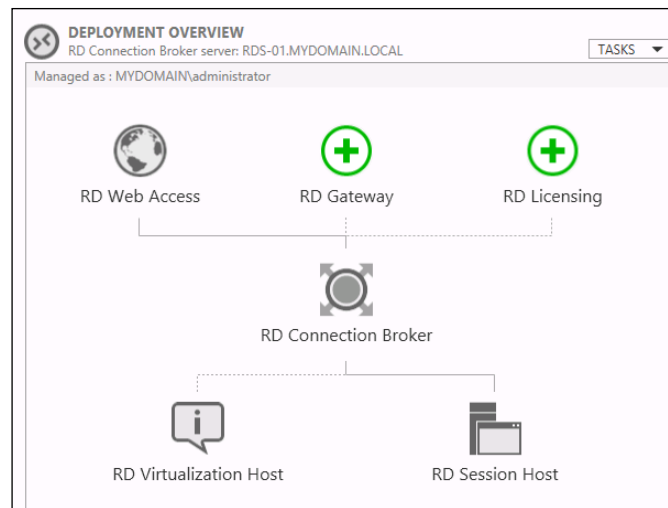 DEPLOYMENT OVERVIEW
RD Connection Broker server: RDS-01.MYDOMAIN.LOCAL
TASKS
Managed as : MYDOMAIN\administrator
RD Web Access
RD Gateway
RD Licensing
RD Connection Broker
RD Virtualization Host
RD Session Host